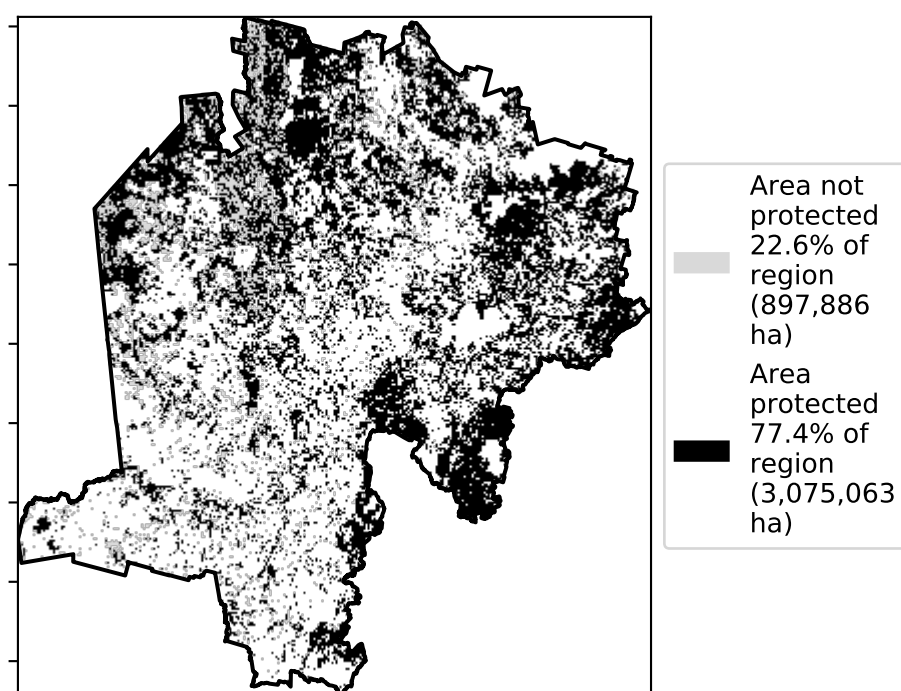 Area not
protected
22.6% of
region
(897,886
ha)
Area
protected
77.4% of
region
(3,075,063
ha)